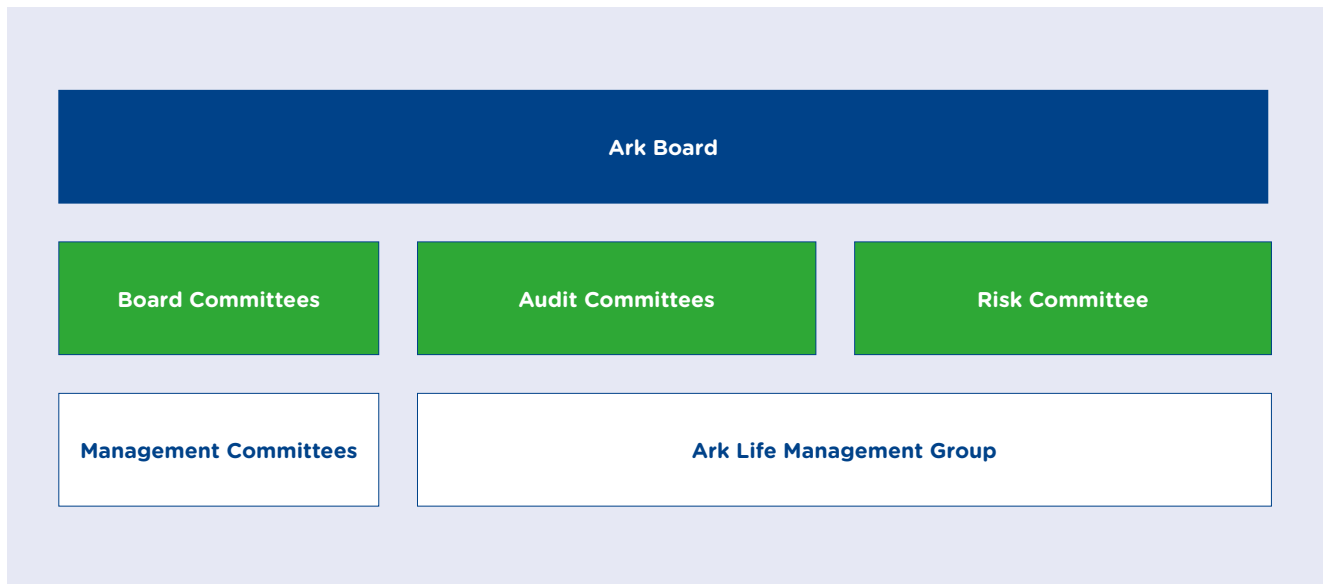 Ark Board
Board Committees
Audit Committees
Risk Committee
Management Committees
Ark Life Management Group